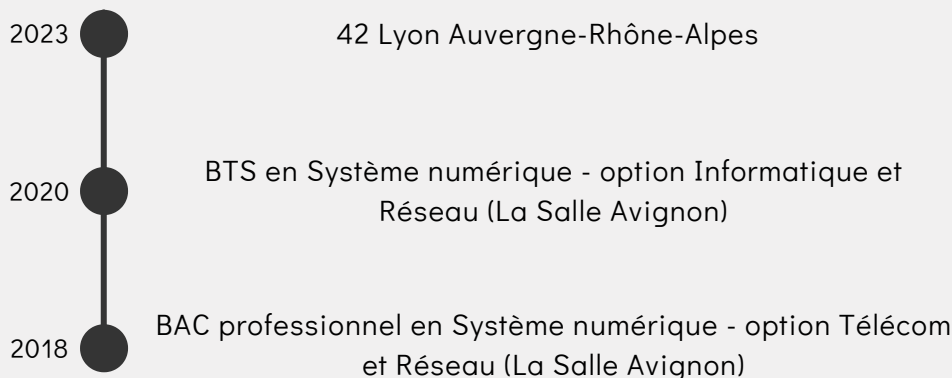 2023
42 Lyon Auvergne-Rhône-Alpes
2020
BTS en Système numérique - option Informatique et
Réseau (La Salle Avignon)
2018
BAC professionnel en Système numérique - option Télécom
et Réseau (La Salle Avignon)